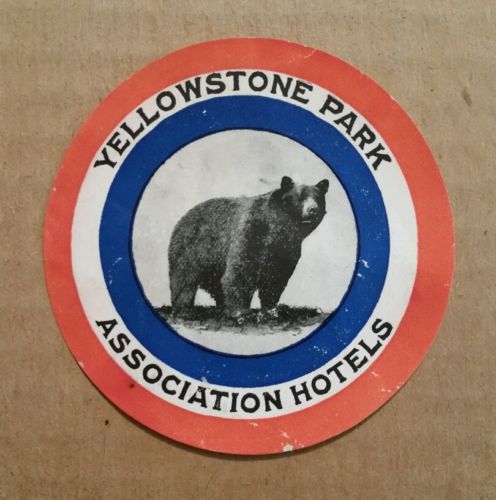 YELLOWSTONE PARK
ASSOCIATION HOTELS